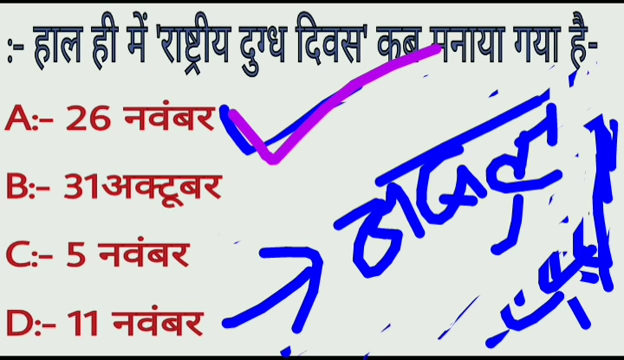 :- हाल ही में 'राष्ट्रीय दुग्ध दिवस' कब मनाया गया है-
A:- 26 नवंबर
B:- 31अक्टूबर
C:- 5 नवंबर
D:- 11 नवंबर